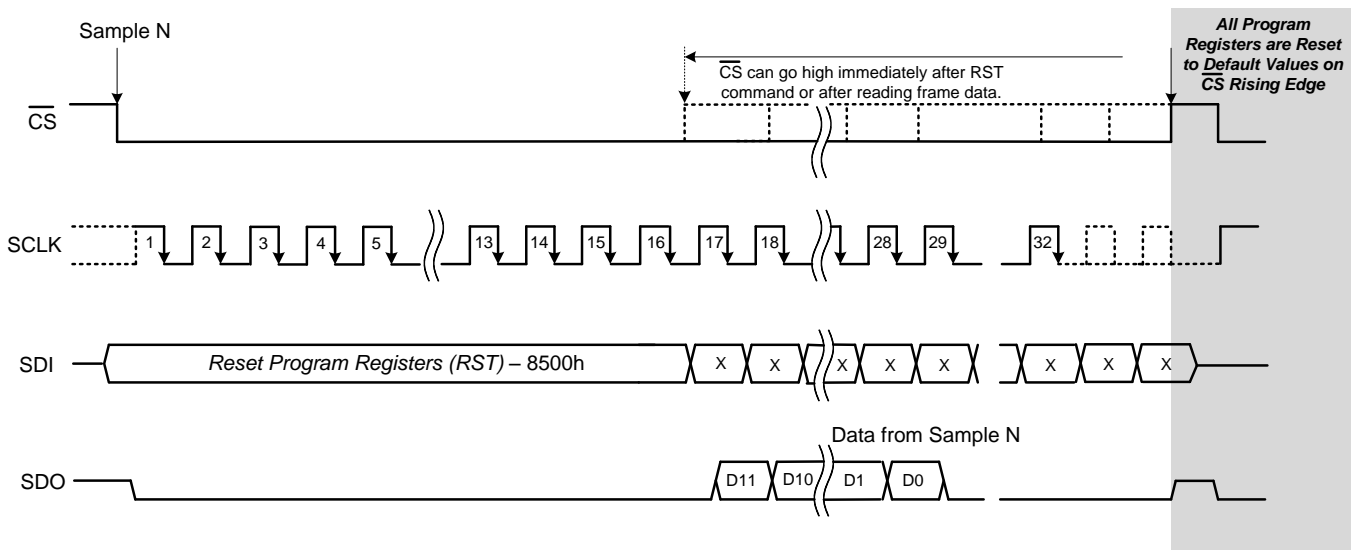 Sample N
All Program
Registers are Reset
to Default Values on
CS Rising Edge
CS can go high immediately after RST
command or after reading frame data.
CS
SCLK
1 2 3 4 5 13 14 15 16 17 18 28 29 32
SDI
Reset Program Registers (RST) – 8500h
X X X X X X X X
Data from Sample N
SDO
D11 D10 D1 D0